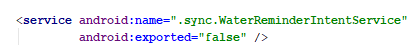 <service android:name=".sync.WaterReminderIntentService"
android:exported="false" />